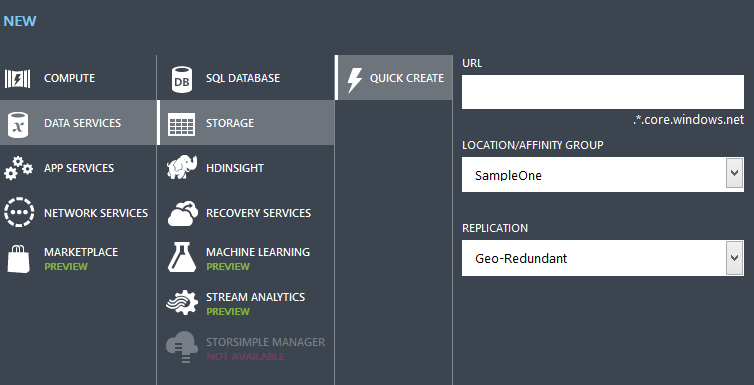 NEW
COMPUTE
DATA SERVICES
APP SERVICES
NETWORK SERVICES
MARKETPLACE
PREVIEW
DB
SQL DATABASE
STORAGE
HDINSIGHT
RECOVERY SERVICES
MACHINE LEARNING
PREVIEW
STREAM ANALYTICS
PREVIEW
STORSIMPLE MANAGER
NOT AVAILABLE
QUICK CREATE
URL
.*.core.windows.net
LOCATION/AFFINITY GROUP
SampleOne
REPLICATION
Geo-Redundant